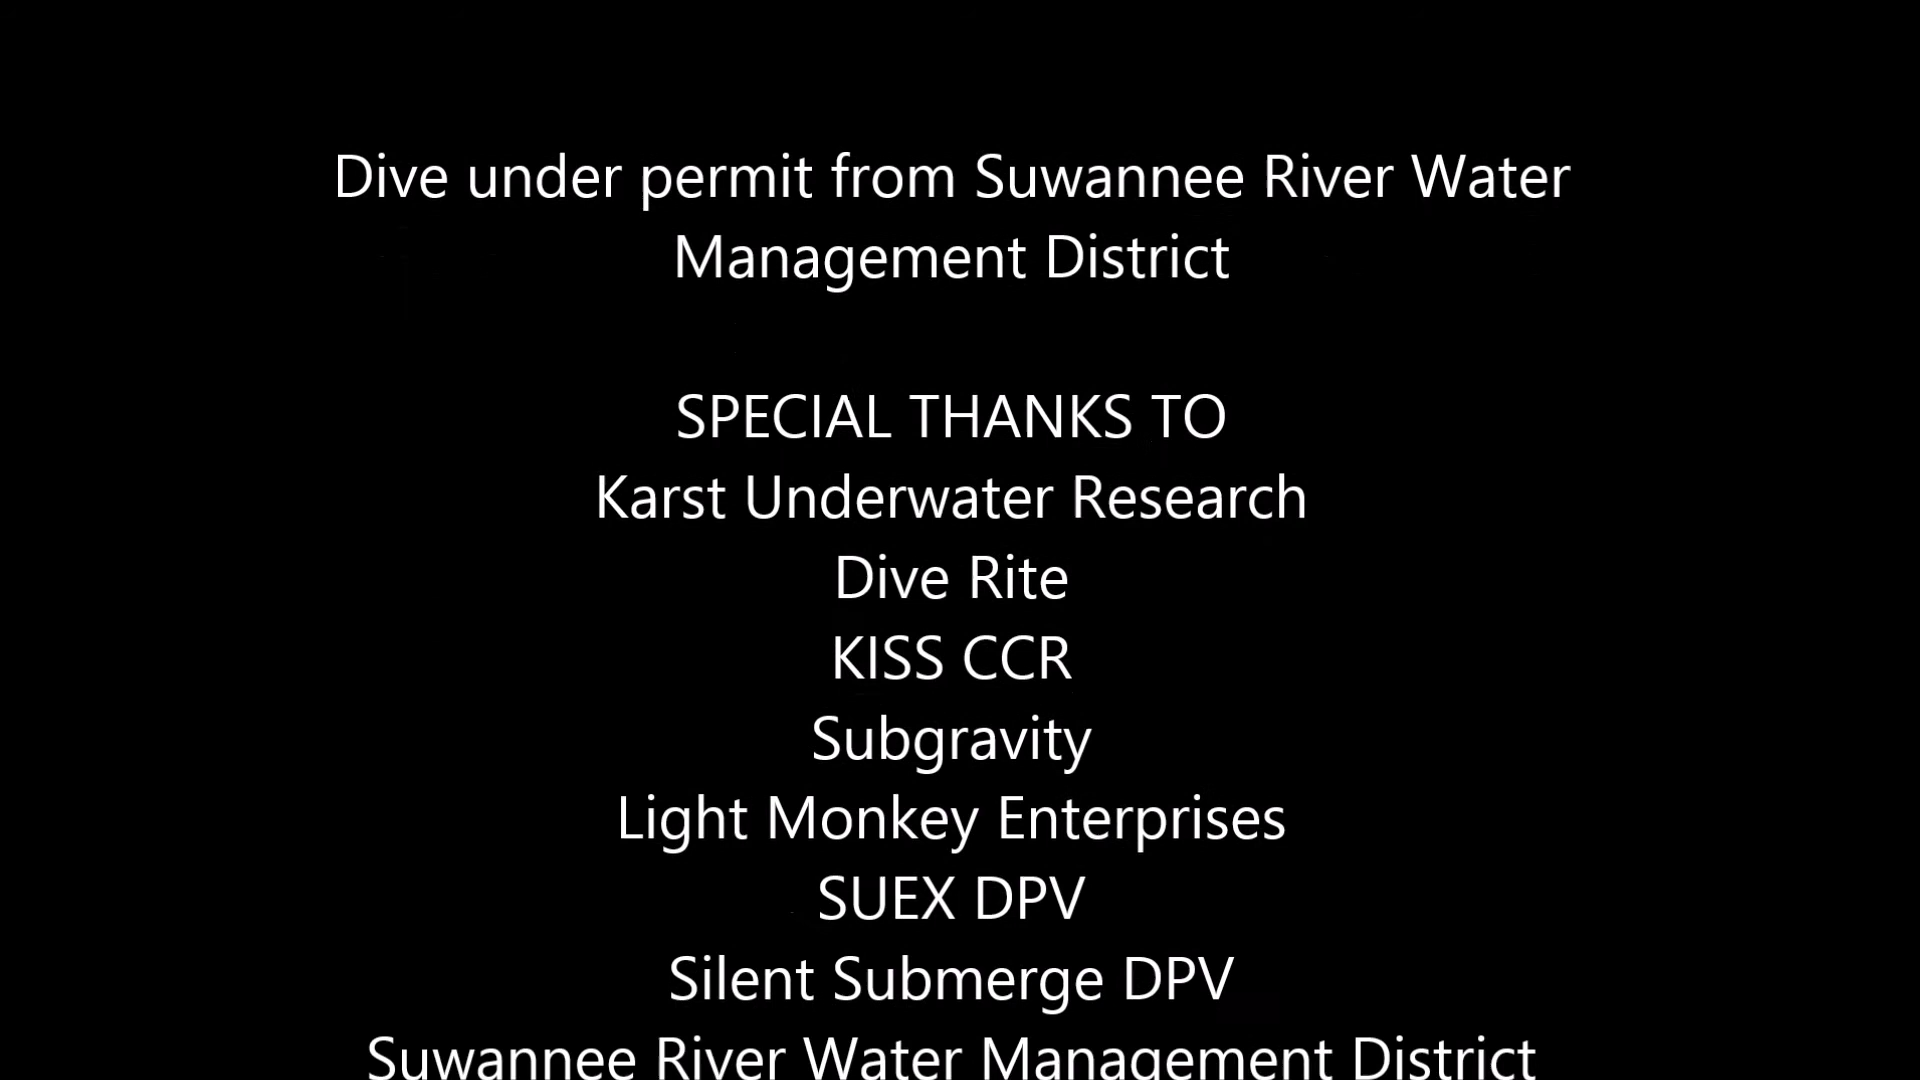 Dive under permit from Suwannee River Water
Management District
SPECIAL THANKS TO
Karst Underwater Research
Dive Rite
KISS CCR
Subgravity
Light Monkey Enterprises
SUEX DPV
Silent Submerge DPV
Suwannee River Water Management District